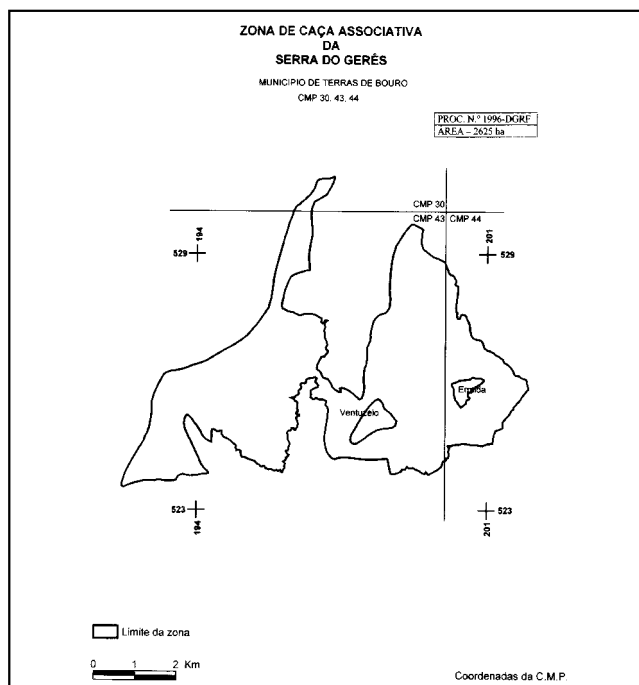 ZONA DE CAÇA ASSOCIATIVA
DA
SERRA DO GERÊS
MUNICIPIO DE TERRAS DE BOURO
CMP 30, 43, 44
PROC. N.º 1996-DGRF
ÁREA – 2625 ha
CMP 30
CMP 43 CMP 44
194
529
201
529
Ermida
Ventuzelo
523
194
523
201
Limite da zona
0 1 2 Km
Coordenadas da C.M.P.